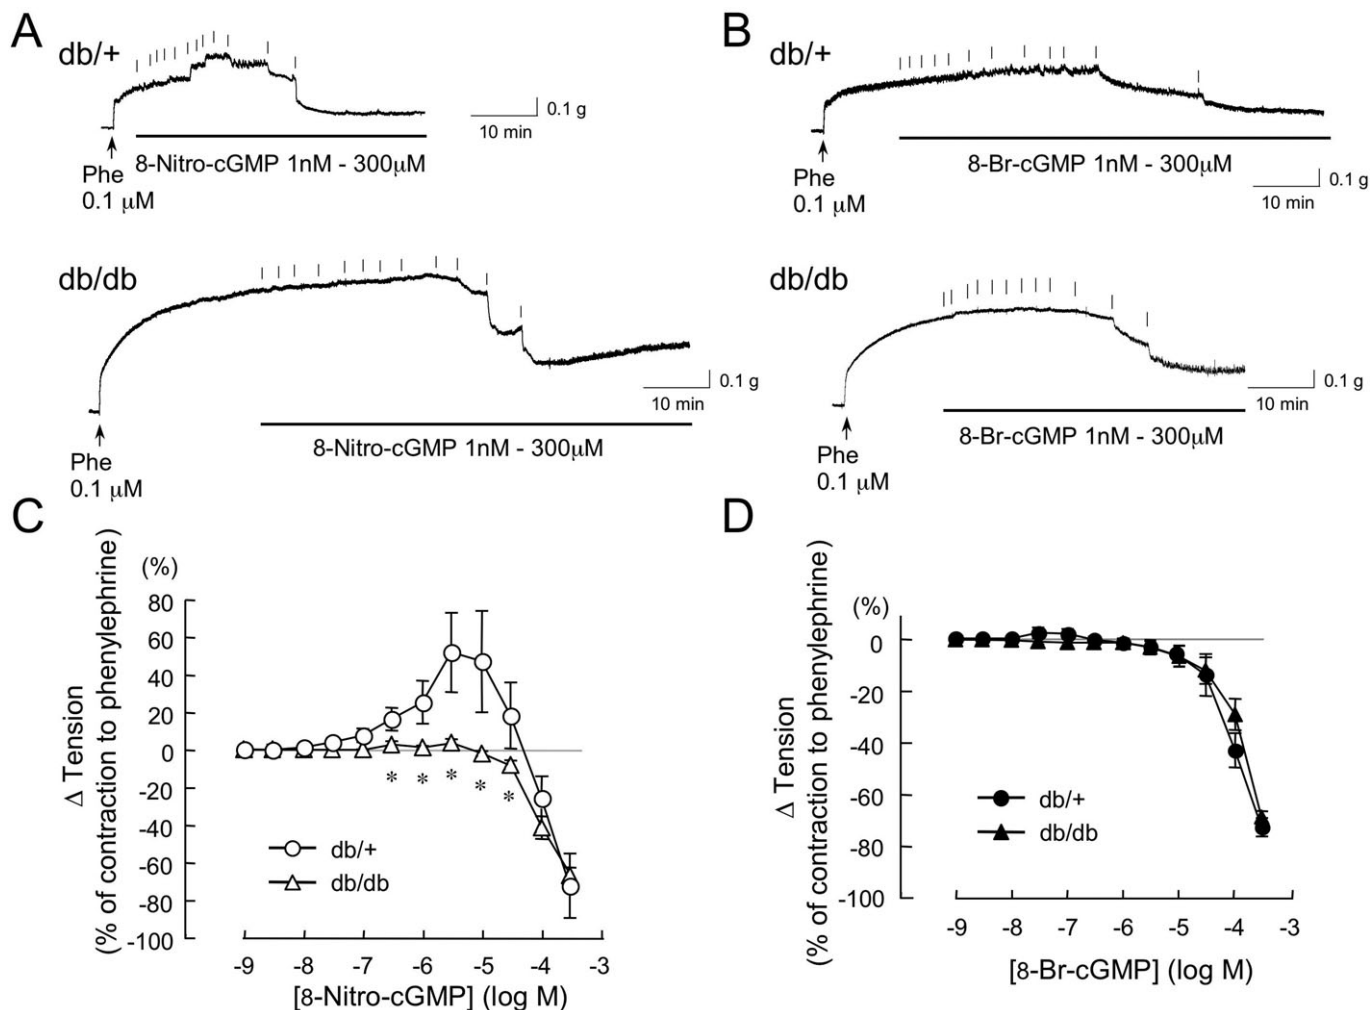 A
db/+
Phe
0.1 μM
8-Nitro-cGMP 1nM - 300μM
0.1 g
10 min
db/db
Phe
0.1 μM
8-Nitro-cGMP 1nM - 300μM
0.1 g
10 min
B
db/+
Phe
0.1 μM
8-Br-cGMP 1nM - 300μM
0.1 g
10 min
db/db
Phe
0.1 μM
8-Br-cGMP 1nM - 300μM
0.1 g
10 min
C
(%)
Δ Tension
(% of contraction to phenylephrine)
80
60
40
20
0
-20
-40
-60
-80
-100
* * * * *
db/+
db/db
-9 -8 -7 -6 -5 -4 -3
[8-Nitro-cGMP] (log M)
D
(%)
Δ Tension
(% of contraction to phenylephrine)
0
-20
-40
-60
-80
-100
db/+
db/db
-9 -8 -7 -6 -5 -4 -3
[8-Br-cGMP] (log M)